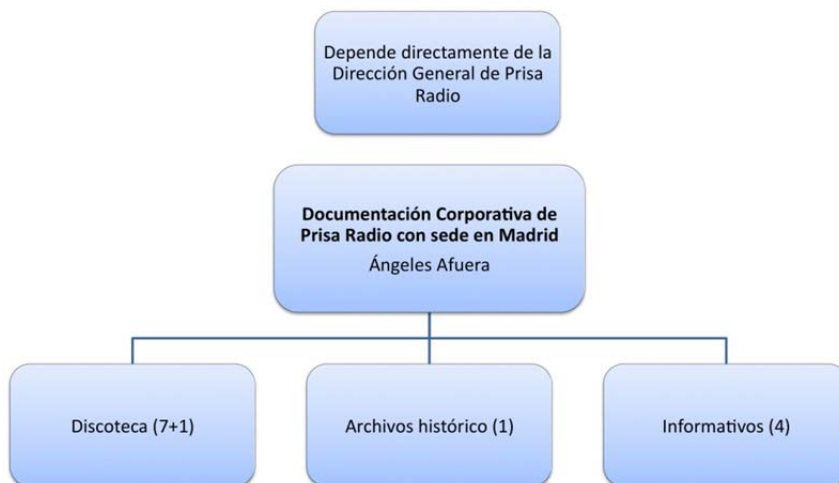 Depende directamente de la
Dirección General de Prisa
Radio
Documentación Corporativa de
Prisa Radio con sede en Madrid
Ángeles Afuera
Discoteca (7+1)
Archivos histórico (1)
Informativos (4)